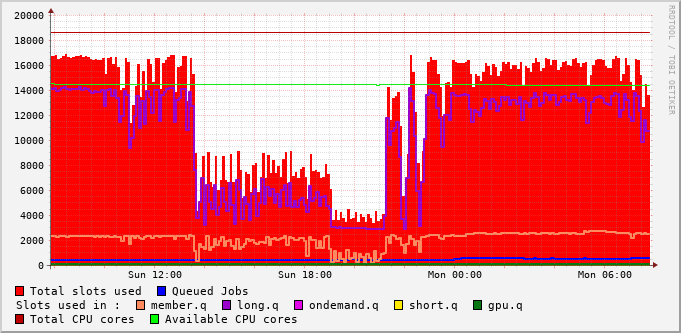 20000
18000
16000
14000
12000
10000
8000
6000
4000
2000
0
Sun 12:00 Sun 18:00 Mon 00:00 Mon 06:00
RRDTOOL / TOBI OETIKER
Total slots used Queued Jobs
Slots used in : member.q long.q ondemand.q short.q gpu.q
Total CPU cores Available CPU cores